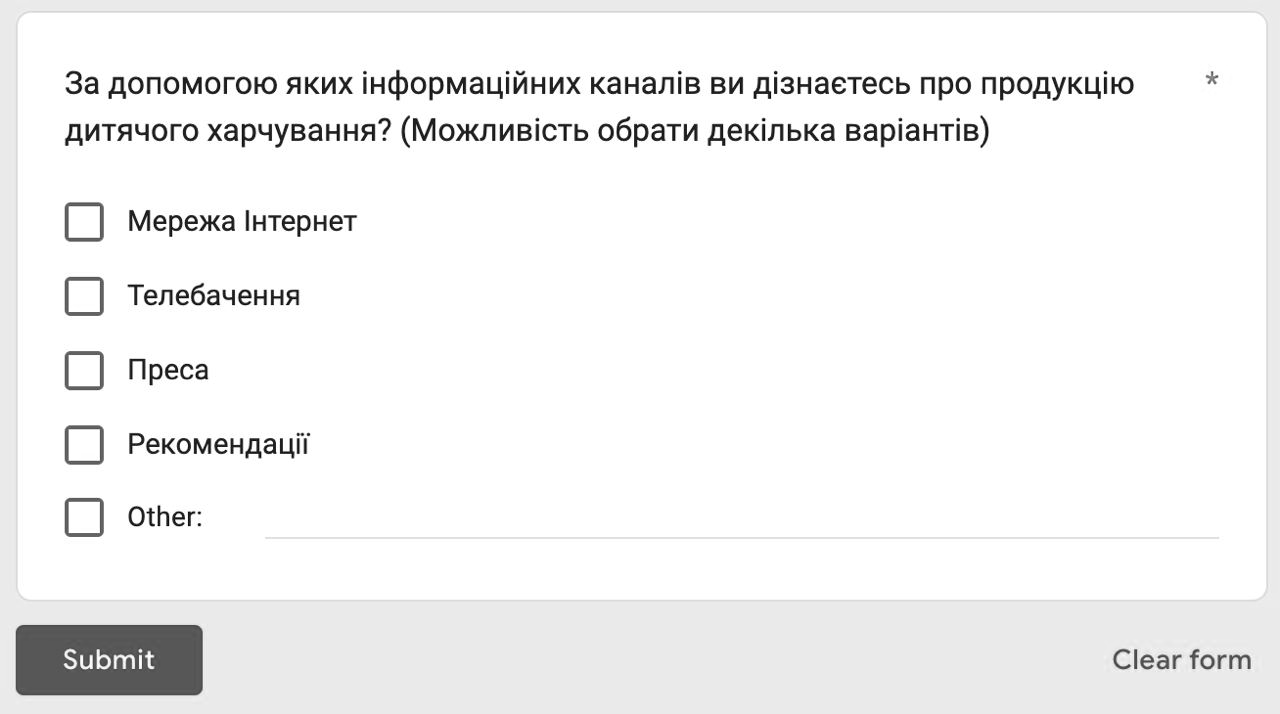 За допомогою яких інформаційних каналів ви дізнаєтесь про продукцію *
дитячого харчування? (Можливість обрати декілька варіантів)
Мережа Інтернет
Телебачення
Преса
Рекомендації
Other:
Submit
Clear form